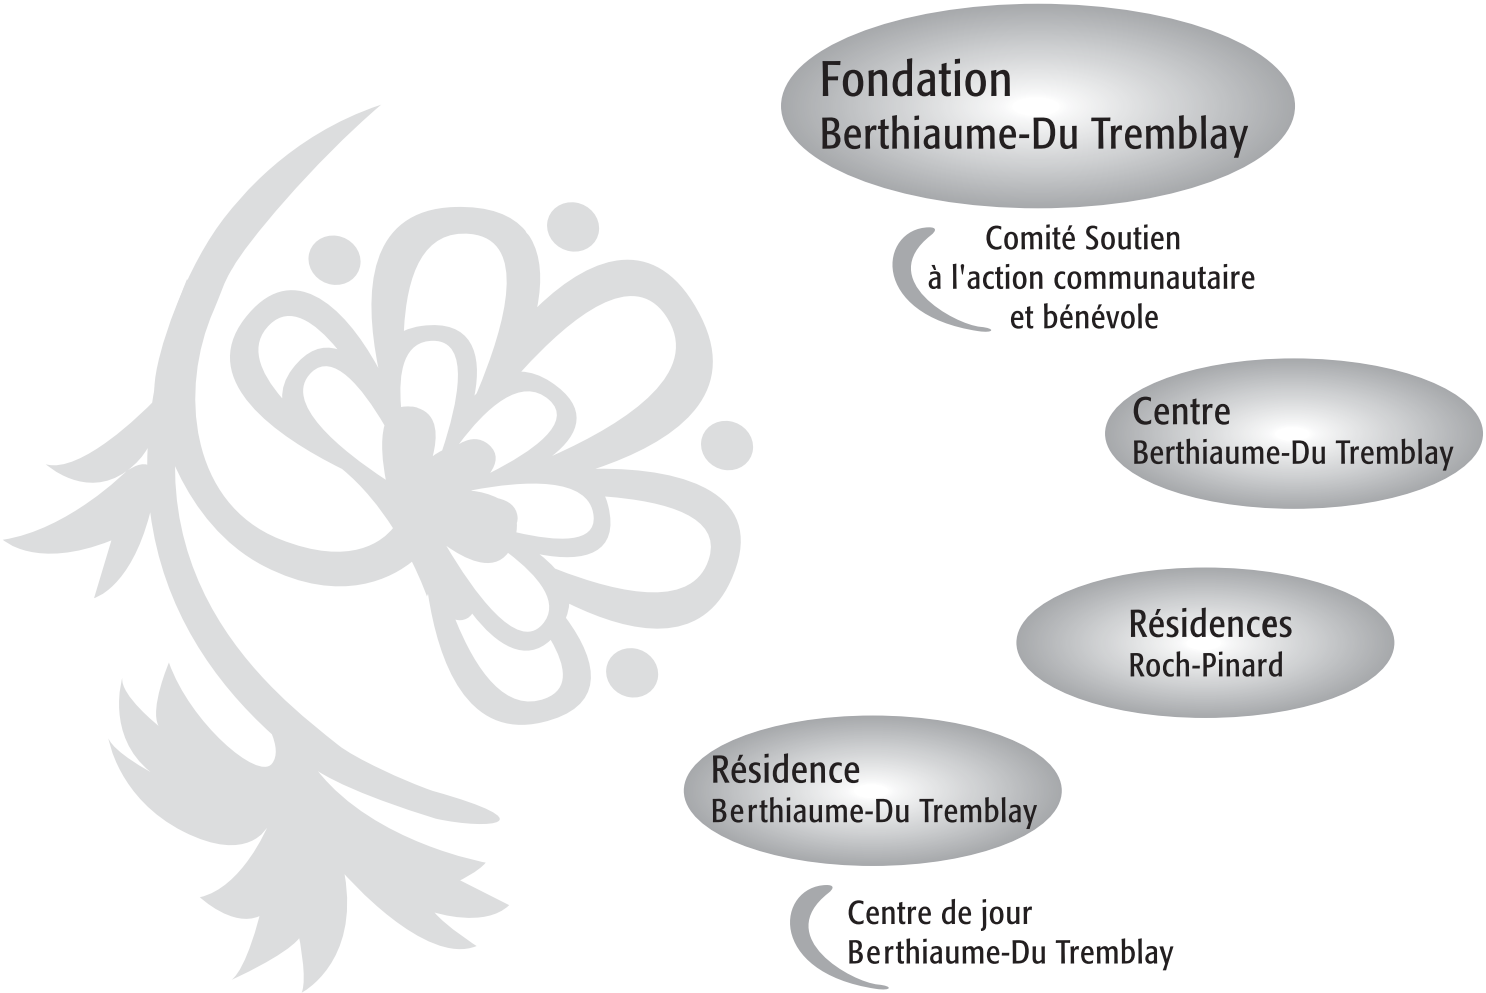 Fondation
Berthiaume-Du Tremblay
Comité Soutien
à l'action communautaire
et bénévole
Centre
Berthiaume-Du Tremblay
Résidences
Roch-Pinard
Résidence
Berthiaume-Du Tremblay
Centre de jour
Berthiaume-Du Tremblay